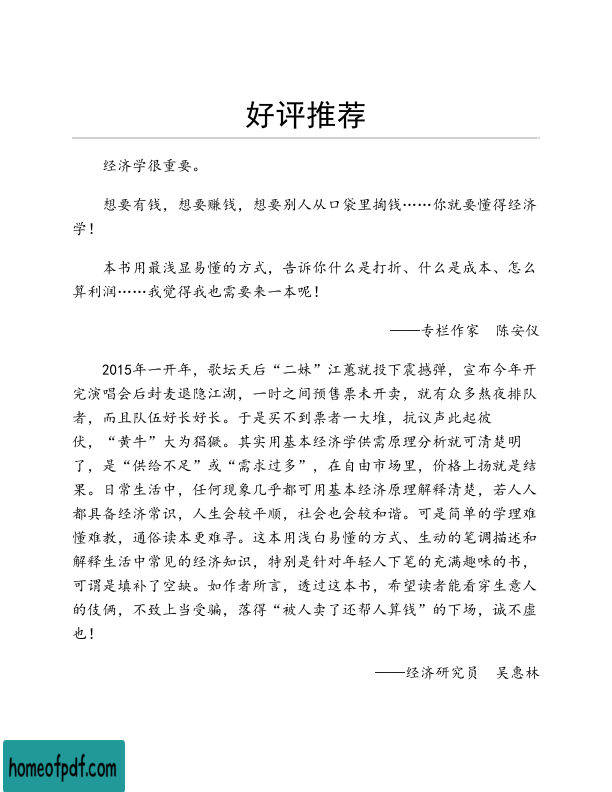 好评推荐
经济学很重要。
想要有钱，想要赚钱，想要别人从口袋里掏钱……你就要懂得经济
学！
本书用最浅显易懂的方式，告诉你什么是打折、什么是成本、怎么
算利润……我觉得我也需要来一本呢！
——专栏作家　陈安仪
2015年一开年，歌坛天后“二妹”江蕙就投下震撼弹，宣布今年开
完演唱会后封麦退隐江湖，一时之间预售票未开卖，就有众多熬夜排队
者，而且队伍好长好长。于是买不到票者一大堆，抗议声此起彼
伏，“黄牛”大为猖獗。其实用基本经济学供需原理分析就可清楚明
了，是“供给不足”或“需求过多”，在自由市场里，价格上扬就是结
果。日常生活中，任何现象几乎都可用基本经济原理解释清楚，若人人
都具备经济常识，人生会较平顺，社会也会较和谐。可是简单的学理难
懂难教，通俗读本更难寻。这本用浅白易懂的方式、生动的笔调描述和
解释生活中常见的经济知识，特别是针对年轻人下笔的充满趣味的书，
可谓是填补了空缺。如作者所言，透过这本书，希望读者能看穿生意人
的伎俩，不致上当受骗，落得“被人卖了还帮人算钱”的下场，诚不虚
也！
——经济研究员　吴惠林
homeofpdf.com